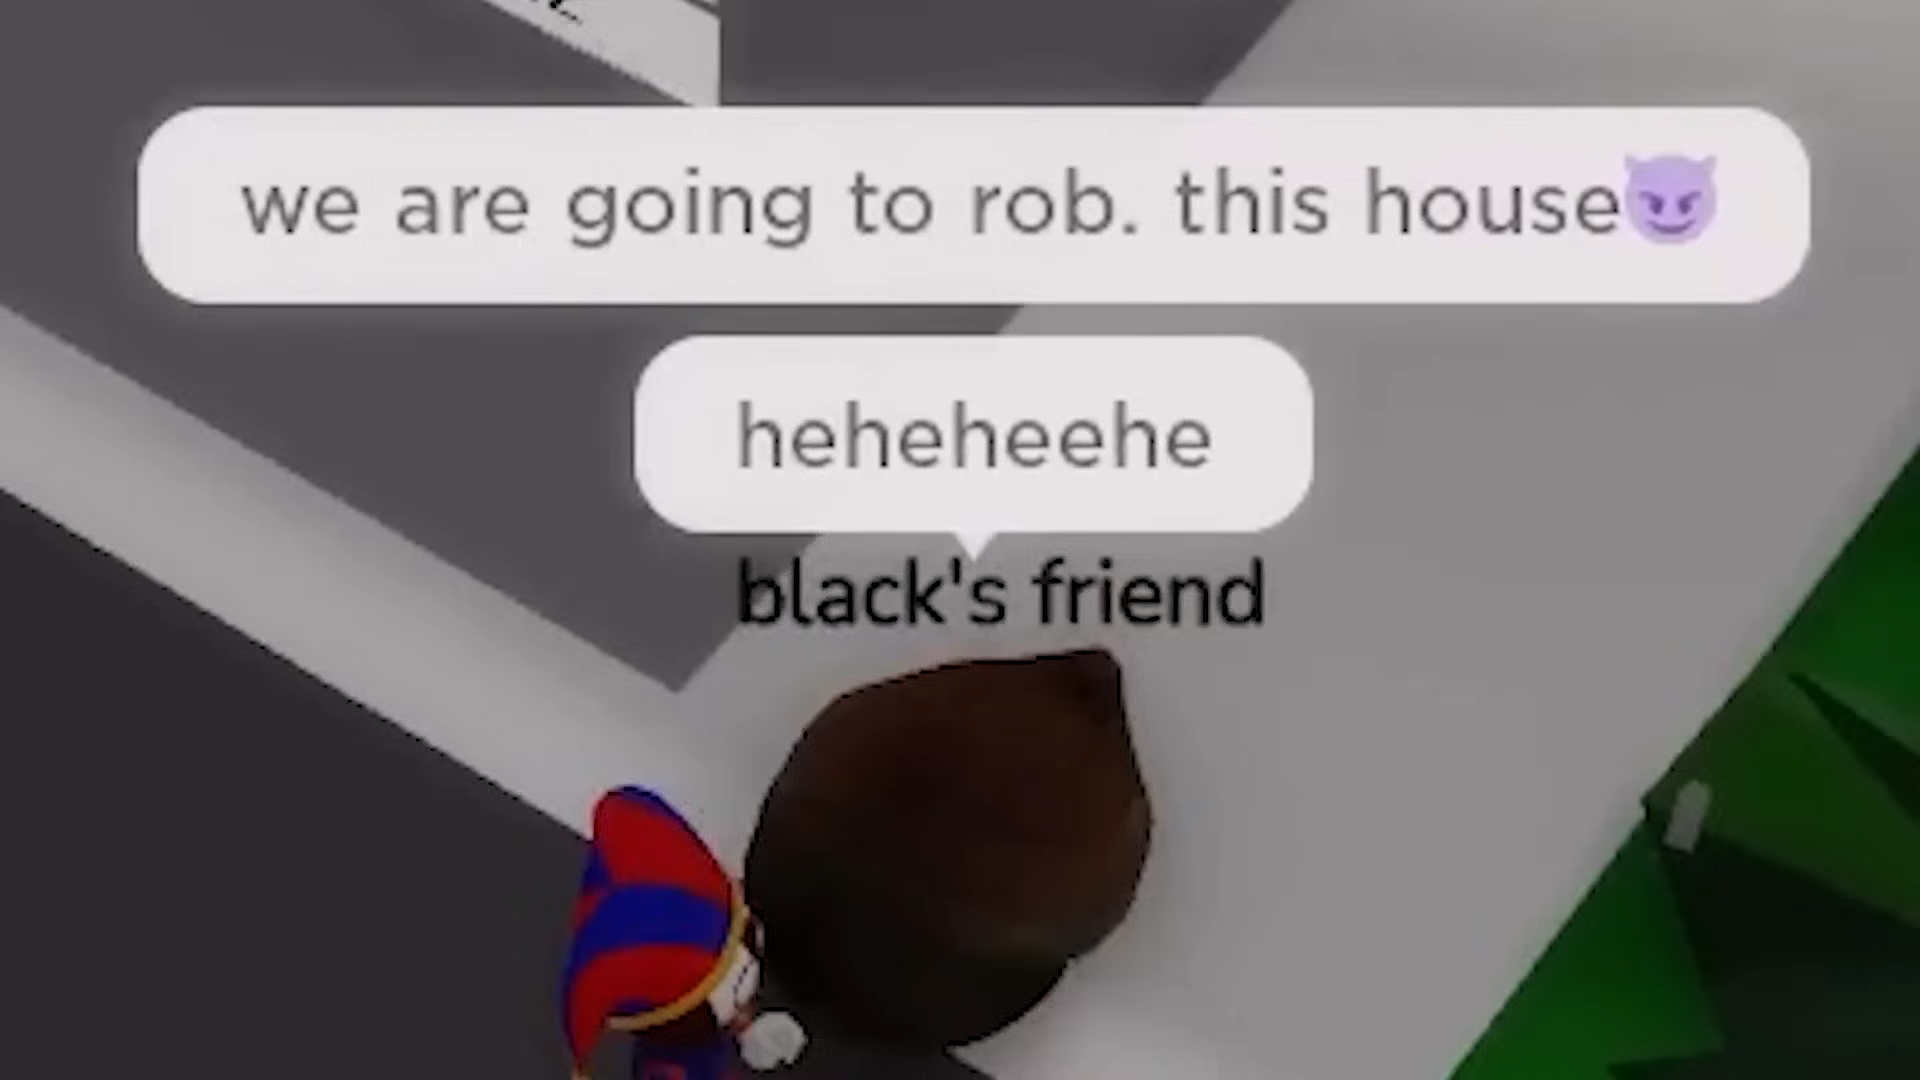 we are going to rob. this house😈
heheheehe
black's friend